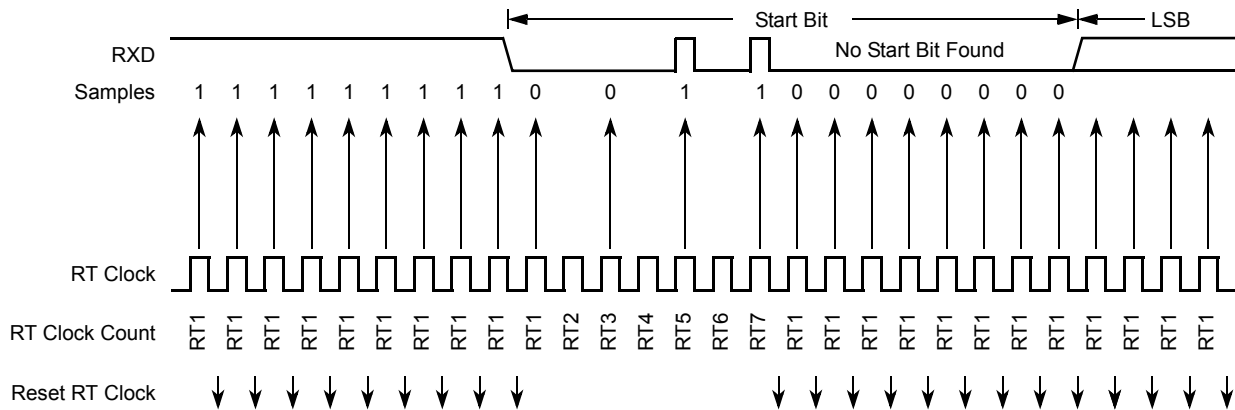 Start Bit LSB
RXD No Start Bit Found
Samples 1 1 1 1 1 1 1 1 1 0 0 1 1 0 0 0 0 0 0 0 0
RT Clock
RT Clock Count RT1 RT1 RT1 RT1 RT1 RT1 RT1 RT1 RT1 RT1 RT2 RT3 RT4 RT5 RT6 RT7 RT1 RT1 RT1 RT1 RT1 RT1 RT1 RT1 RT1 RT1 RT1 RT1
Reset RT Clock